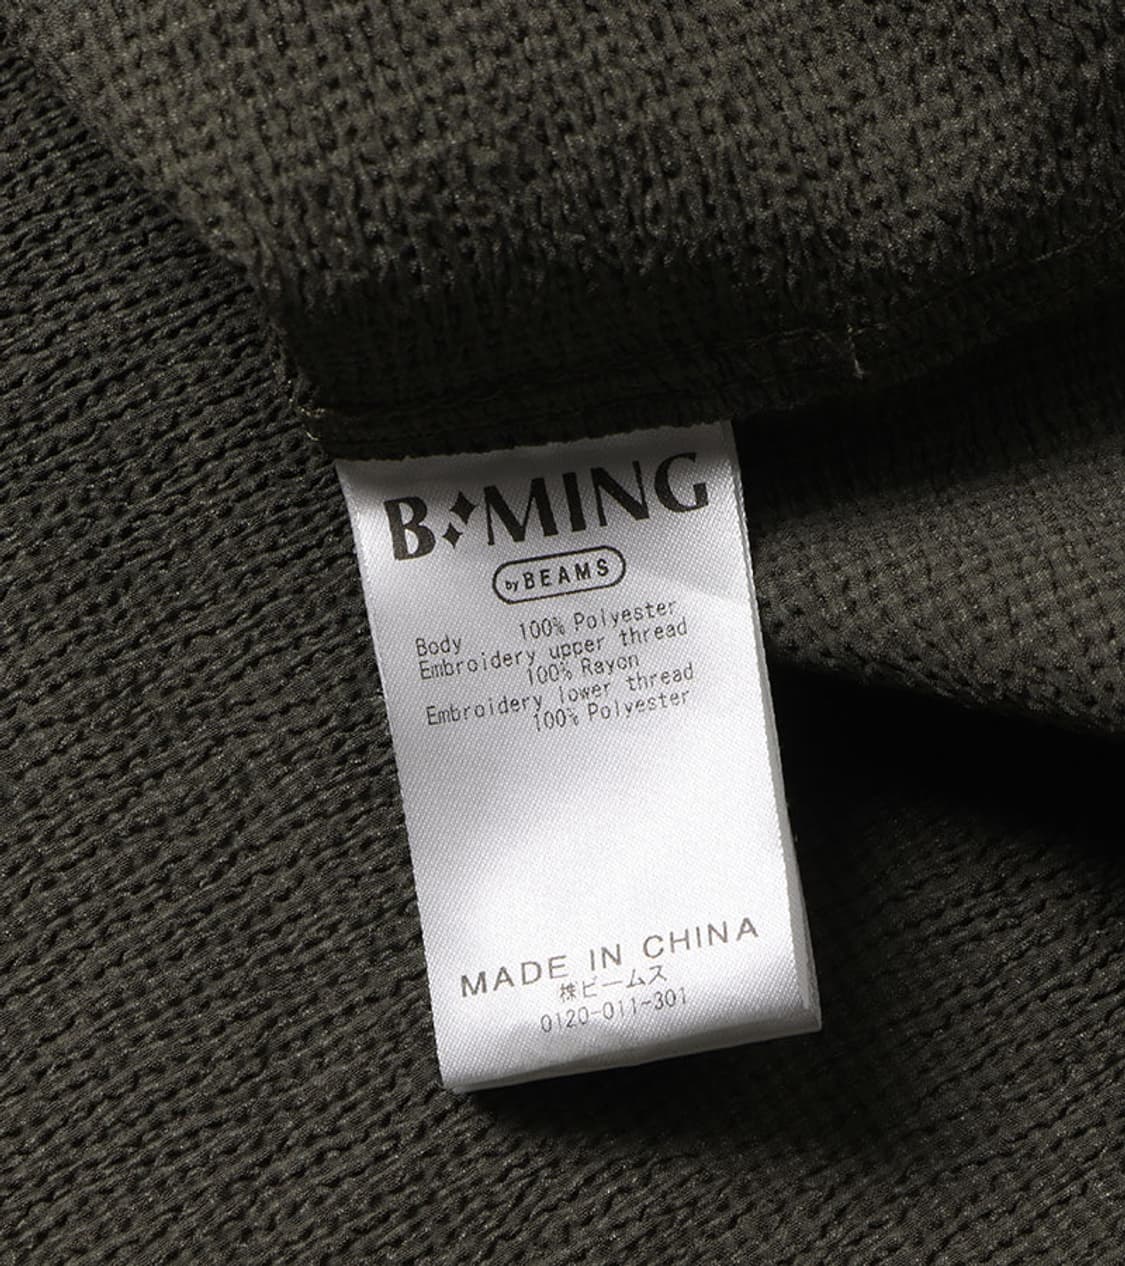 B MING
by BEAMS
Body 100% Polyester
Embroidery upper thread
100% Rayon
Embroidery lower thread
100% Polyester
MADE IN CHINA
㈱ビームス
0120-011-301